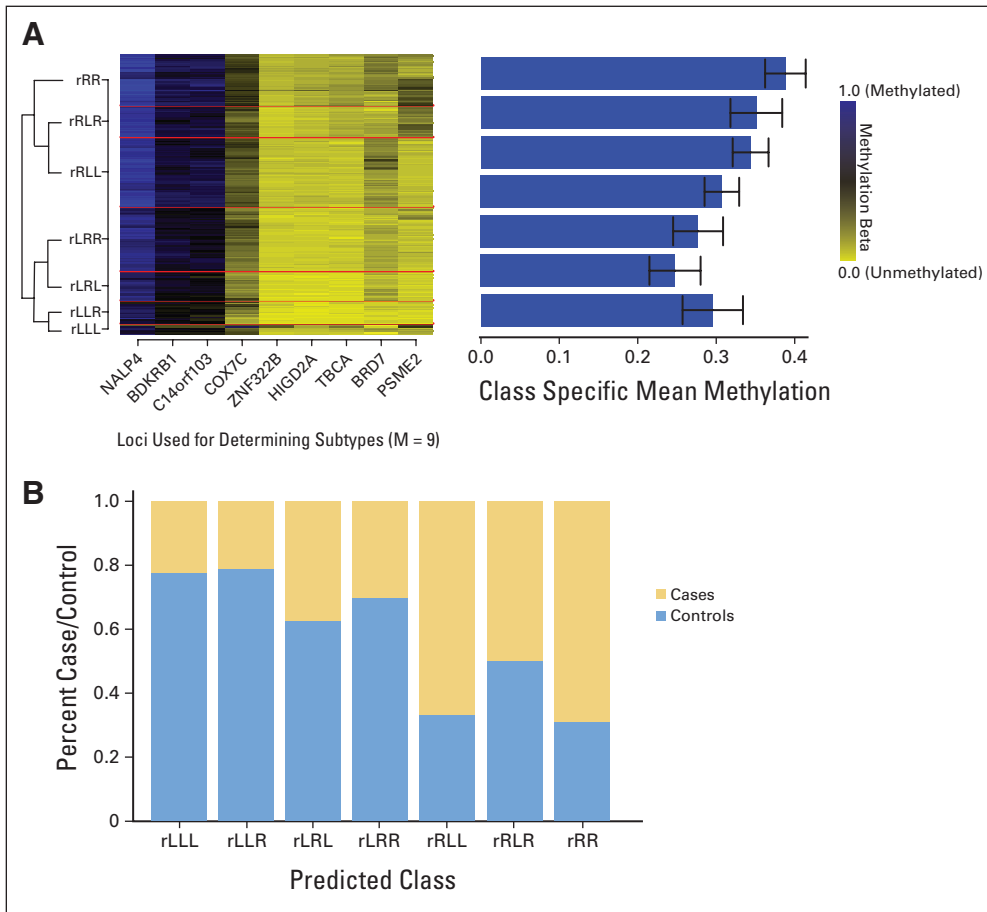 A
rRR
rRLR
rRLL
rLRR
rLRL
rLLR
rLLL
NALP4
BDKRB1
C14orf103
COX7C
ZNF322B
HIGD2A
TBCA
BRD7
PSME2
Loci Used for Determining Subtypes (M = 9)
0.0 0.1 0.2 0.3 0.4
Class Specific Mean Methylation
1.0 (Methylated)
Methylation Beta
0.0 (Unmethylated)
B
Percent Case/Control
1.0
0.8
0.6
0.4
0.2
0
rLLL rLLR rLRL rLRR rRLL rRLR rRR
Predicted Class
Cases
Controls